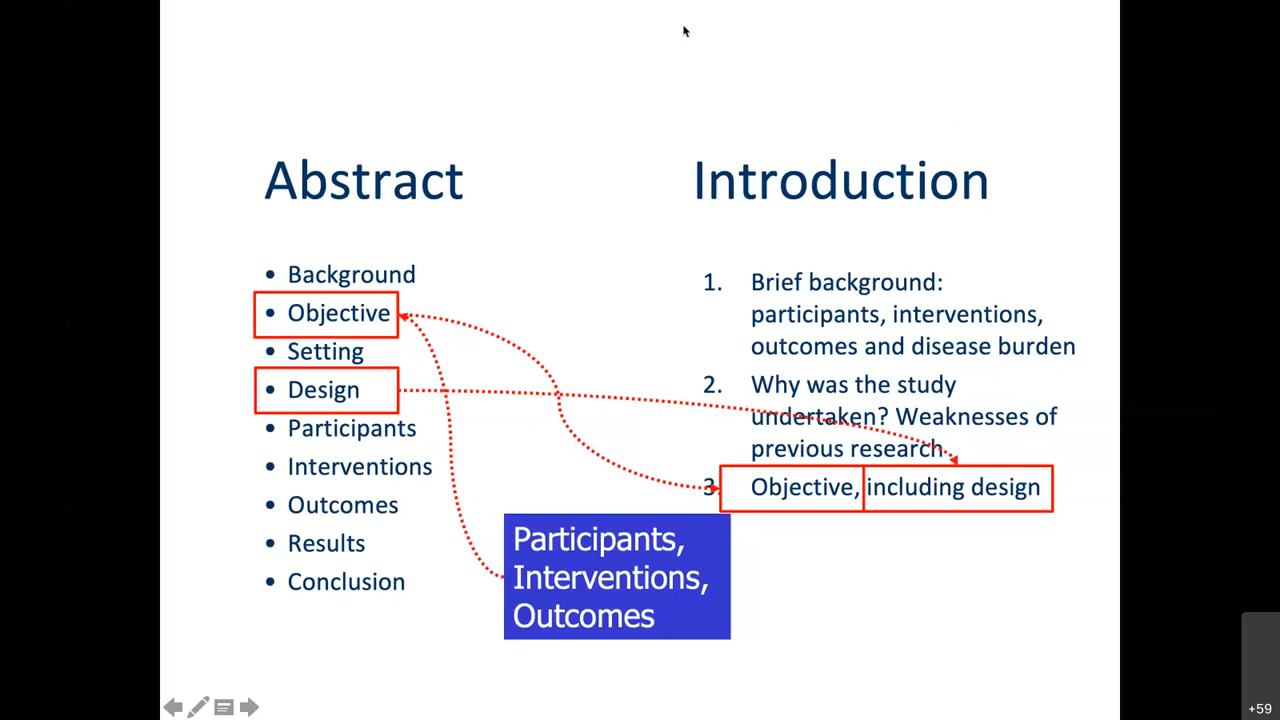 Abstract
Introduction
• Background
• Objective
• Setting
• Design
• Participants
• Interventions
• Outcomes
• Results
• Conclusion
1. Brief background:
participants, interventions,
outcomes and disease burden
2. Why was the study
undertaken? Weaknesses of
previous research
3. Objective, including design
Participants,
Interventions,
Outcomes
+59